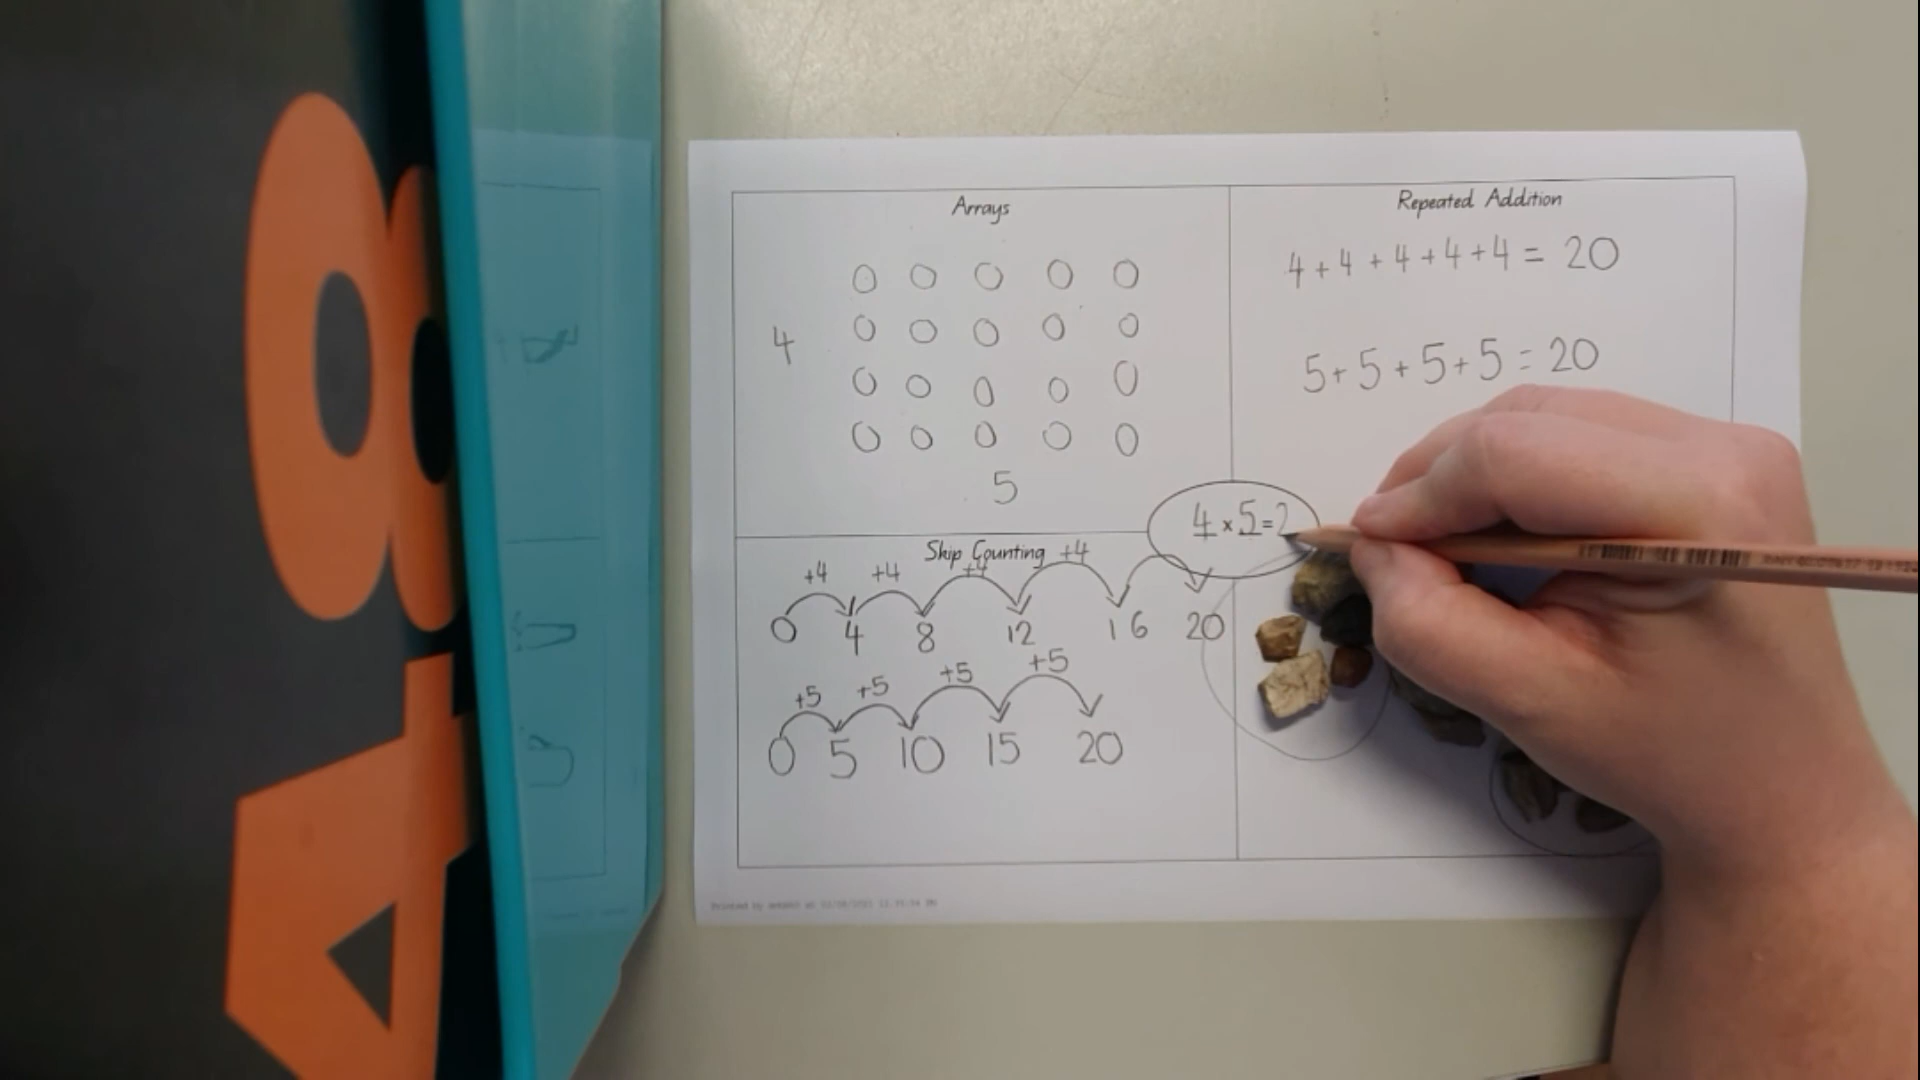 Arrays
4
5
Repeated Addition
4 + 4 + 4 + 4 + 4 = 20
5 + 5 + 5 + 5 = 20
4 x 5 = 2
Skip Counting
+4 +4 +4 +4
0 4 8 12 16 20
+5 +5 +5 +5
0 5 10 15 20